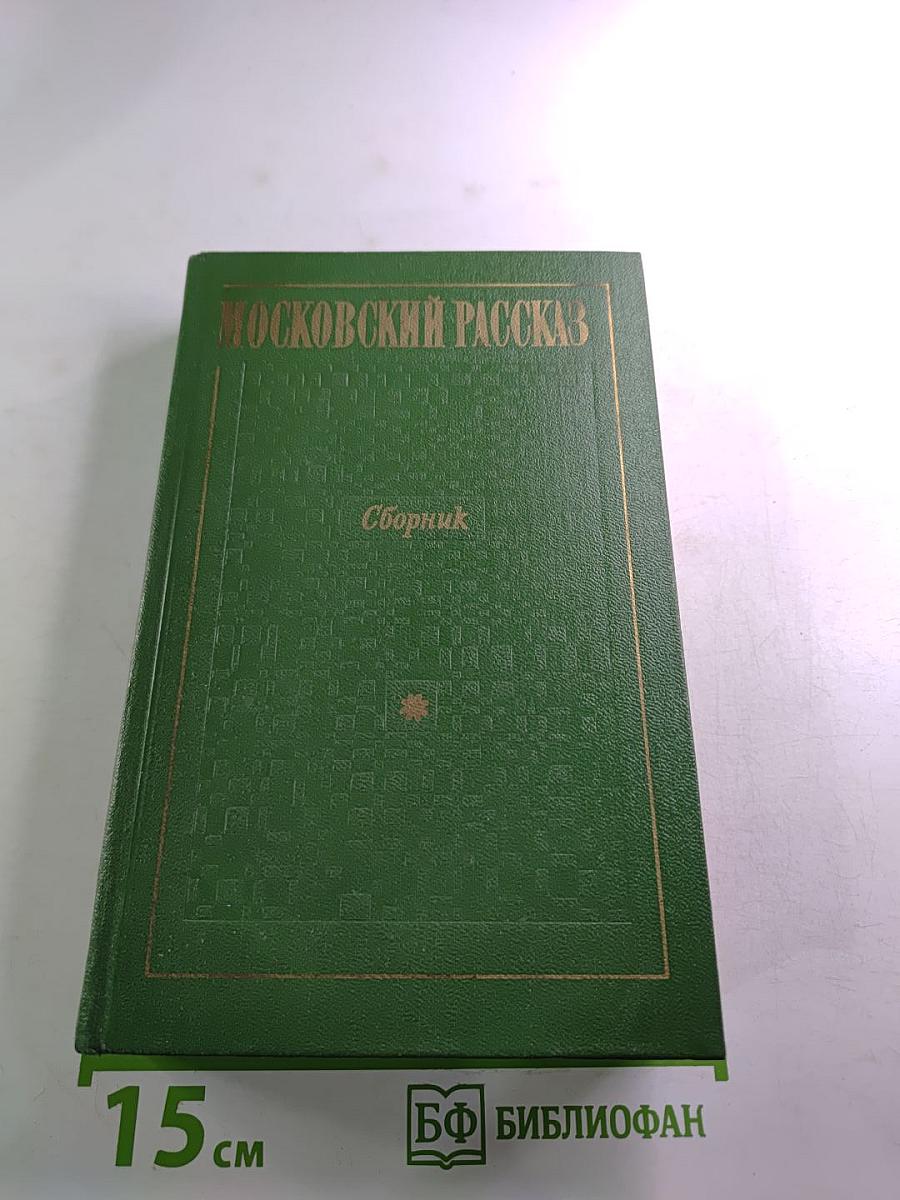 МОСКОВСКИЙ РАССКАЗ
Сборник
15 см
БФ БИБЛИОФАН